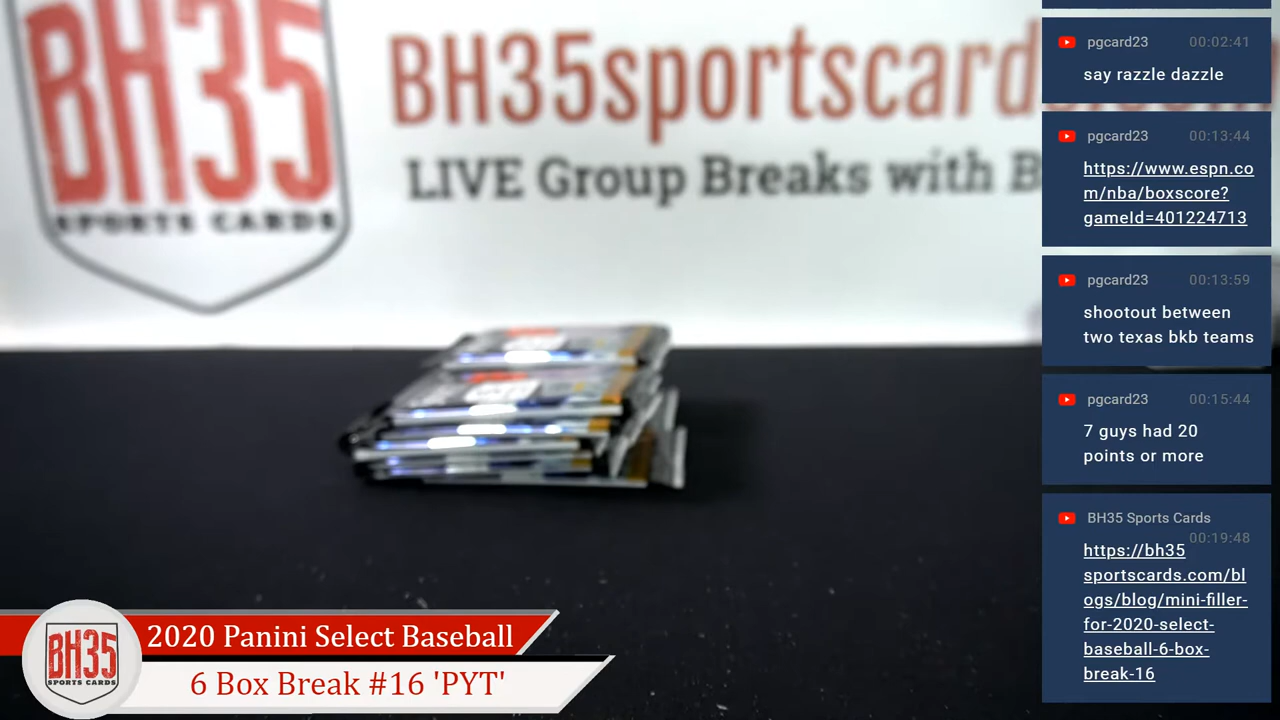 BH35
SPORTS CARDS
BH35sportscards.com
LIVE Group Breaks with B
pgcard23 00:02:41
say razzle dazzle
pgcard23 00:13:44
https://www.espn.co
m/nba/boxscore?
gameId=401224713
pgcard23 00:13:59
shootout between
two texas bkb teams
pgcard23 00:15:44
7 guys had 20
points or more
BH35 Sports Cards
00:19:48
https://bh35
sportscards.com/bl
ogs/blog/mini-filler-
for-2020-select-
baseball-6-box-
break-16
BH35
SPORTS CARDS
2020 Panini Select Baseball
6 Box Break #16 'PYT'